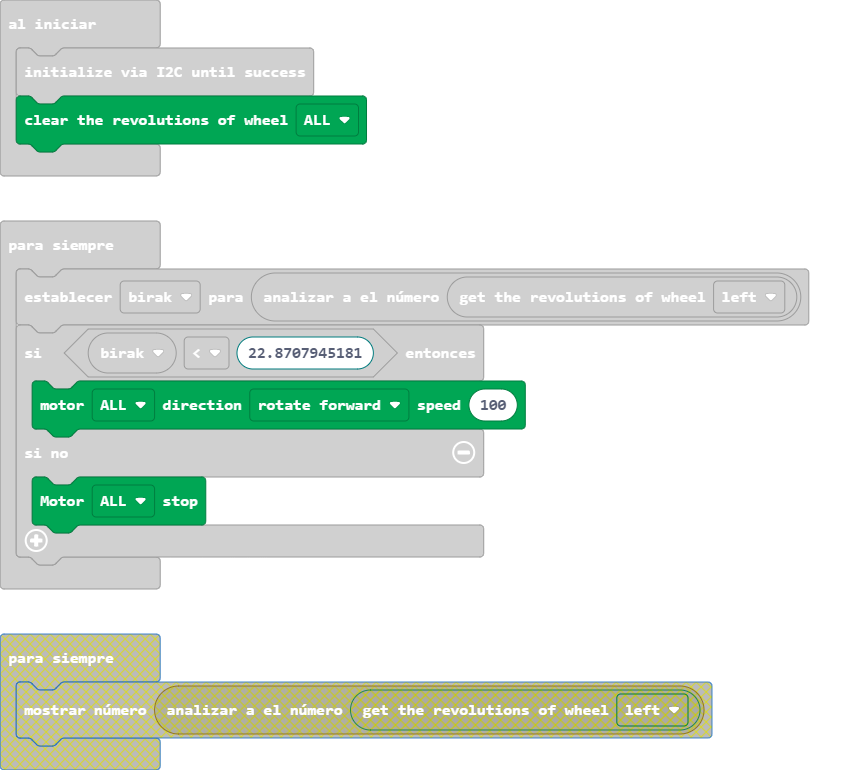 al iniciar
initialize via I2C until success
clear the revolutions of wheel ALL
para siempre
establecer birak para analizar a el número get the revolutions of wheel left
si birak < 22.8707945181 entonces
motor ALL direction rotate forward speed 100
si no
Motor ALL stop
para siempre
mostrar número analizar a el número get the revolutions of wheel left